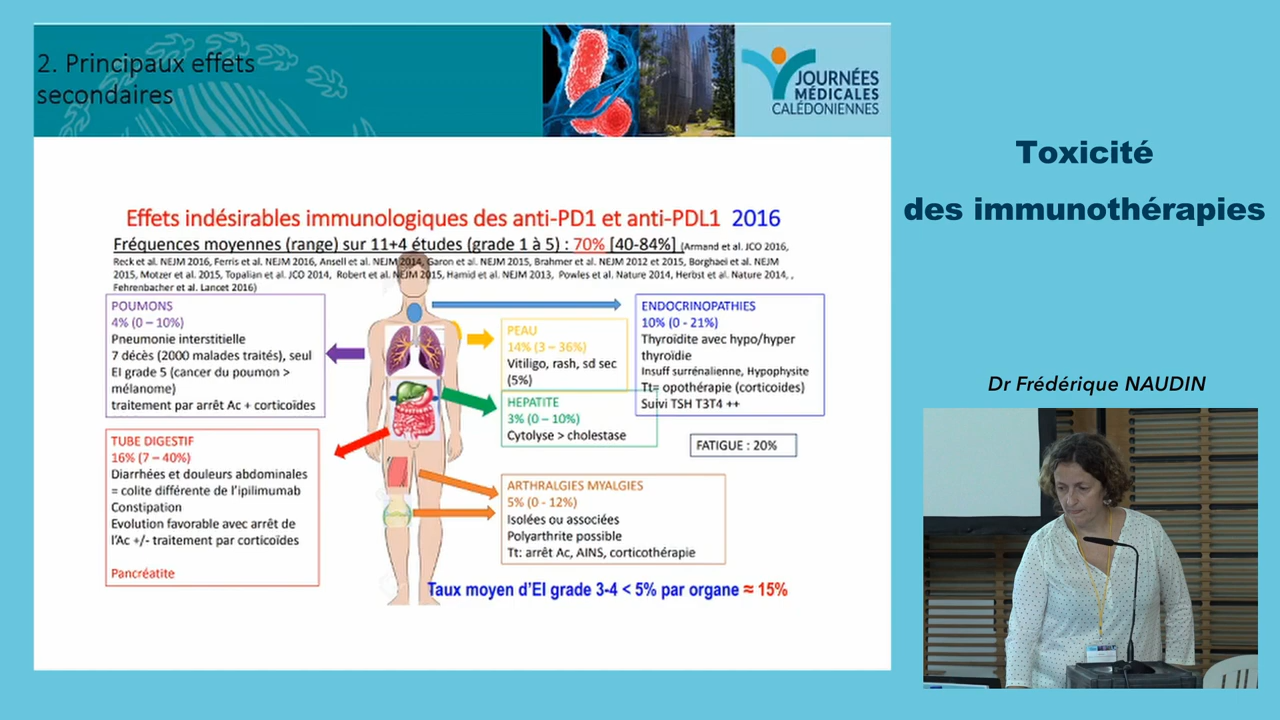 2. Principaux effets
secondaires
JOURNÉES
MÉDICALES
CALÉDONIENNES
Effets indésirables immunologiques des anti-PD1 et anti-PDL1 2016
Fréquences moyennes (range) sur 11+4 études (grade 1 à 5) : 70% [40-84%] (Armand et al. JCO 2016,
Reck et al. NEJM 2016, Ferris et al. NEJM 2016, Ansell et al. NEJM 2014, Garon et al. NEJM 2015, Brahmer et al. NEJM 2012 et 2015, Borghaei et al. NEJM
2015, Motzer et al. 2015, Topalian et al. JCO 2014, Robert et al. NEJM 2015, Hamid et al. NEJM 2013, Powles et al. Nature 2014, Herbst et al. Nature 2014, ,
Fehrenbacher et al. Lancet 2016)
POUMONS
4% (0 – 10%)
Pneumonie interstitielle
7 décès (2000 malades traités), seul
EI grade 5 (cancer du poumon >
mélanome)
traitement par arrêt Ac + corticoïdes
TUBE DIGESTIF
16% (7 – 40%)
Diarrhées et douleurs abdominales
= colite différente de l'ipilimumab
Constipation
Evolution favorable avec arrêt de
l'Ac +/- traitement par corticoïdes
Pancréatite
PEAU
14% (3 – 36%)
Vitiligo, rash, sd sec
(5%)
HEPATITE
3% (0 – 10%)
Cytolyse > cholestase
ENDOCRINOPATHIES
10% (0 - 21%)
Thyroïdite avec hypo/hyper
thyroïdie
Insuff surrénalienne, Hypophysite
Tt= opothérapie (corticoides)
Suivi TSH T3T4 ++
FATIGUE : 20%
ARTHRALGIES MYALGIES
5% (0 - 12%)
Isolées ou associées
Polyarthrite possible
Tt: arrêt Ac, AINS, corticothérapie
Taux moyen d'EI grade 3-4 < 5% par organe ≈ 15%
Toxicité
des immunothérapies
Dr Frédérique NAUDIN